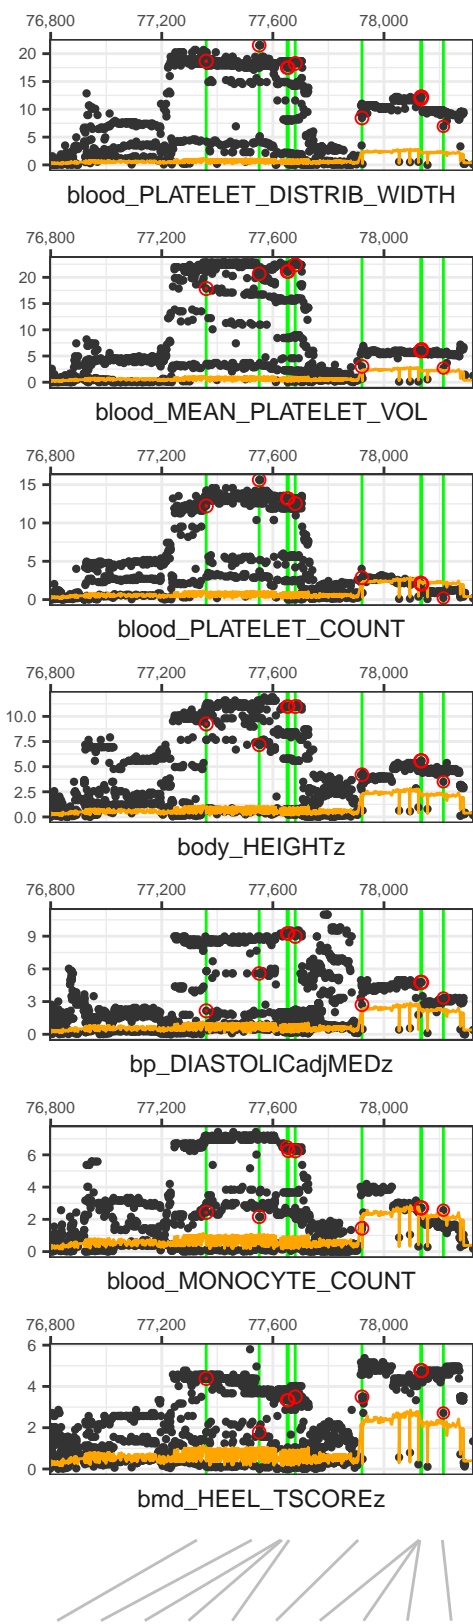 76,800 77,200 77,600 78,000
20
15
10
5
0
blood_PLATELET_DISTRIB_WIDTH
76,800 77,200 77,600 78,000
20
15
10
5
0
blood_MEAN_PLATELET_VOL
76,800 77,200 77,600 78,000
15
10
5
0
blood_PLATELET_COUNT
76,800 77,200 77,600 78,000
10.0
7.5
5.0
2.5
0.0
body_HEIGHTz
76,800 77,200 77,600 78,000
9
6
3
0
bp_DIASTOLICadjMEDz
76,800 77,200 77,600 78,000
6
4
2
0
blood_MONOCYTE_COUNT
76,800 77,200 77,600 78,000
6
4
2
0
bmd_HEEL_TSCOREz